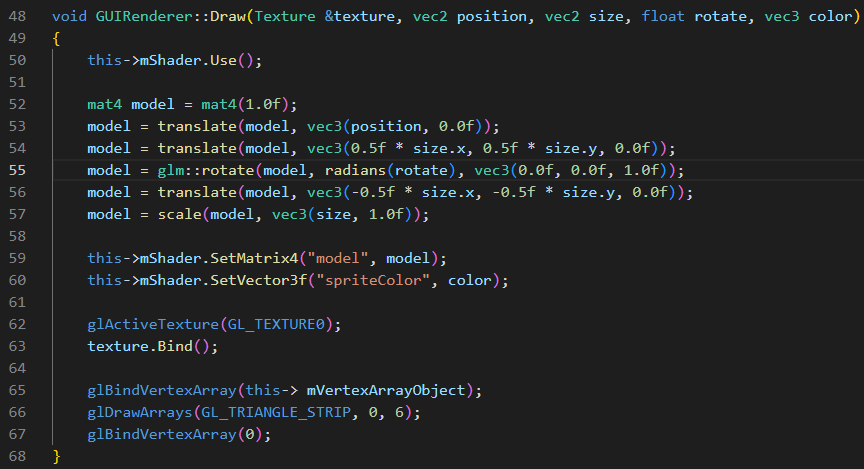 48 void GUIRenderer::Draw(Texture &texture, vec2 position, vec2 size, float rotate, vec3 color)
49 {
50     this->mShader.Use();
51
52     mat4 model = mat4(1.0f);
53     model = translate(model, vec3(position, 0.0f));
54     model = translate(model, vec3(0.5f * size.x, 0.5f * size.y, 0.0f));
55     model = glm::rotate(model, radians(rotate), vec3(0.0f, 0.0f, 1.0f));
56     model = translate(model, vec3(-0.5f * size.x, -0.5f * size.y, 0.0f));
57     model = scale(model, vec3(size, 1.0f));
58
59     this->mShader.SetMatrix4("model", model);
60     this->mShader.SetVector3f("spriteColor", color);
61
62     glActiveTexture(GL_TEXTURE0);
63     texture.Bind();
64
65     glBindVertexArray(this-> mVertexArrayObject);
66     glDrawArrays(GL_TRIANGLE_STRIP, 0, 6);
67     glBindVertexArray(0);
68 }